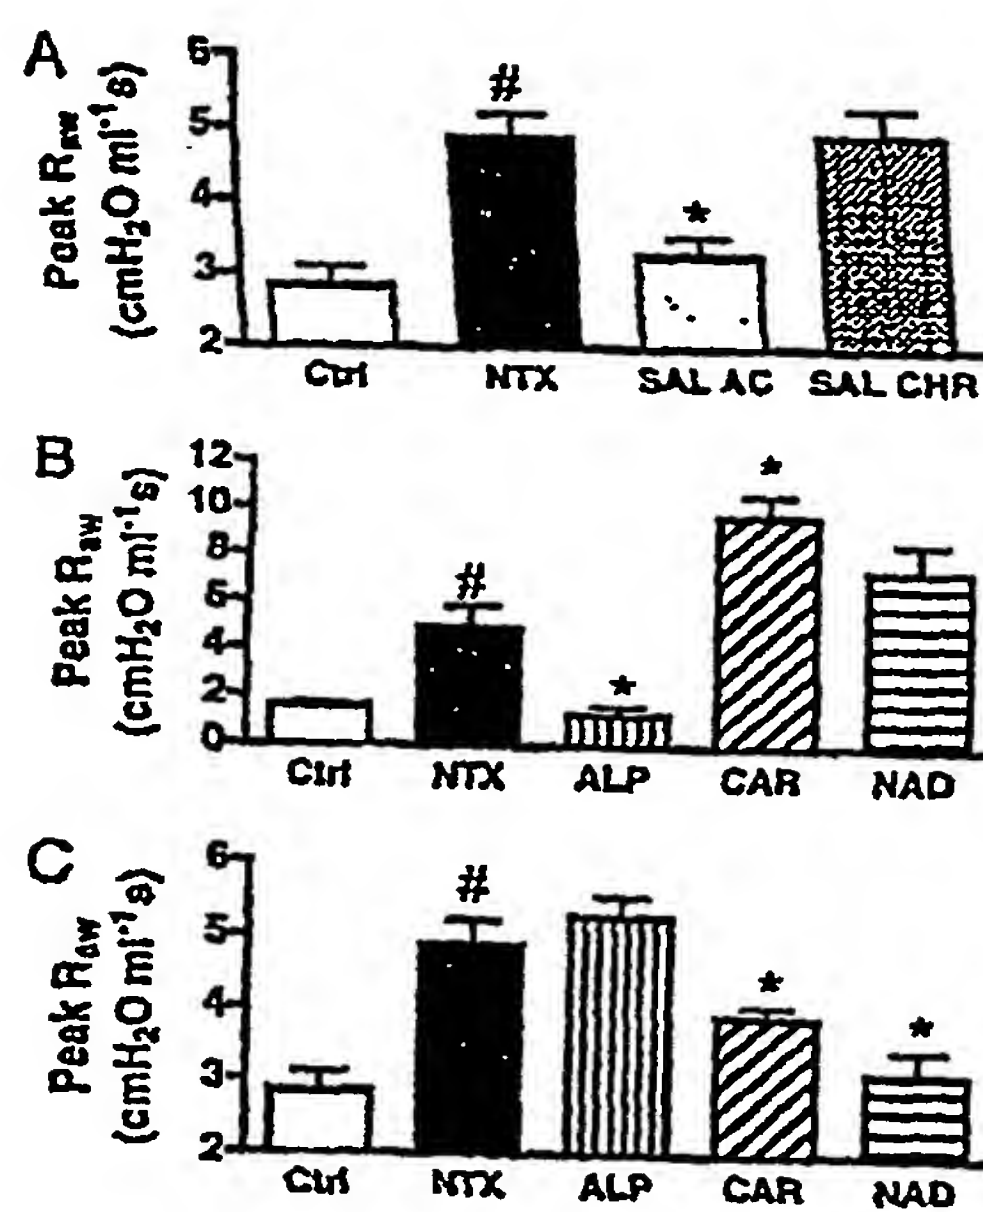 A
Peak Raw
(cmH2O ml-1s)
6
5
4
3
2
#
*
Ctrl NTX SAL AC SAL CHR
B
Peak Raw
(cmH2O ml-1s)
12
10
8
6
4
2
0
#
*
*
Ctrl NTX ALP CAR NAD
C
Peak Raw
(cmH2O ml-1s)
6
5
4
3
2
#
*
*
Ctrl NTX ALP CAR NAD